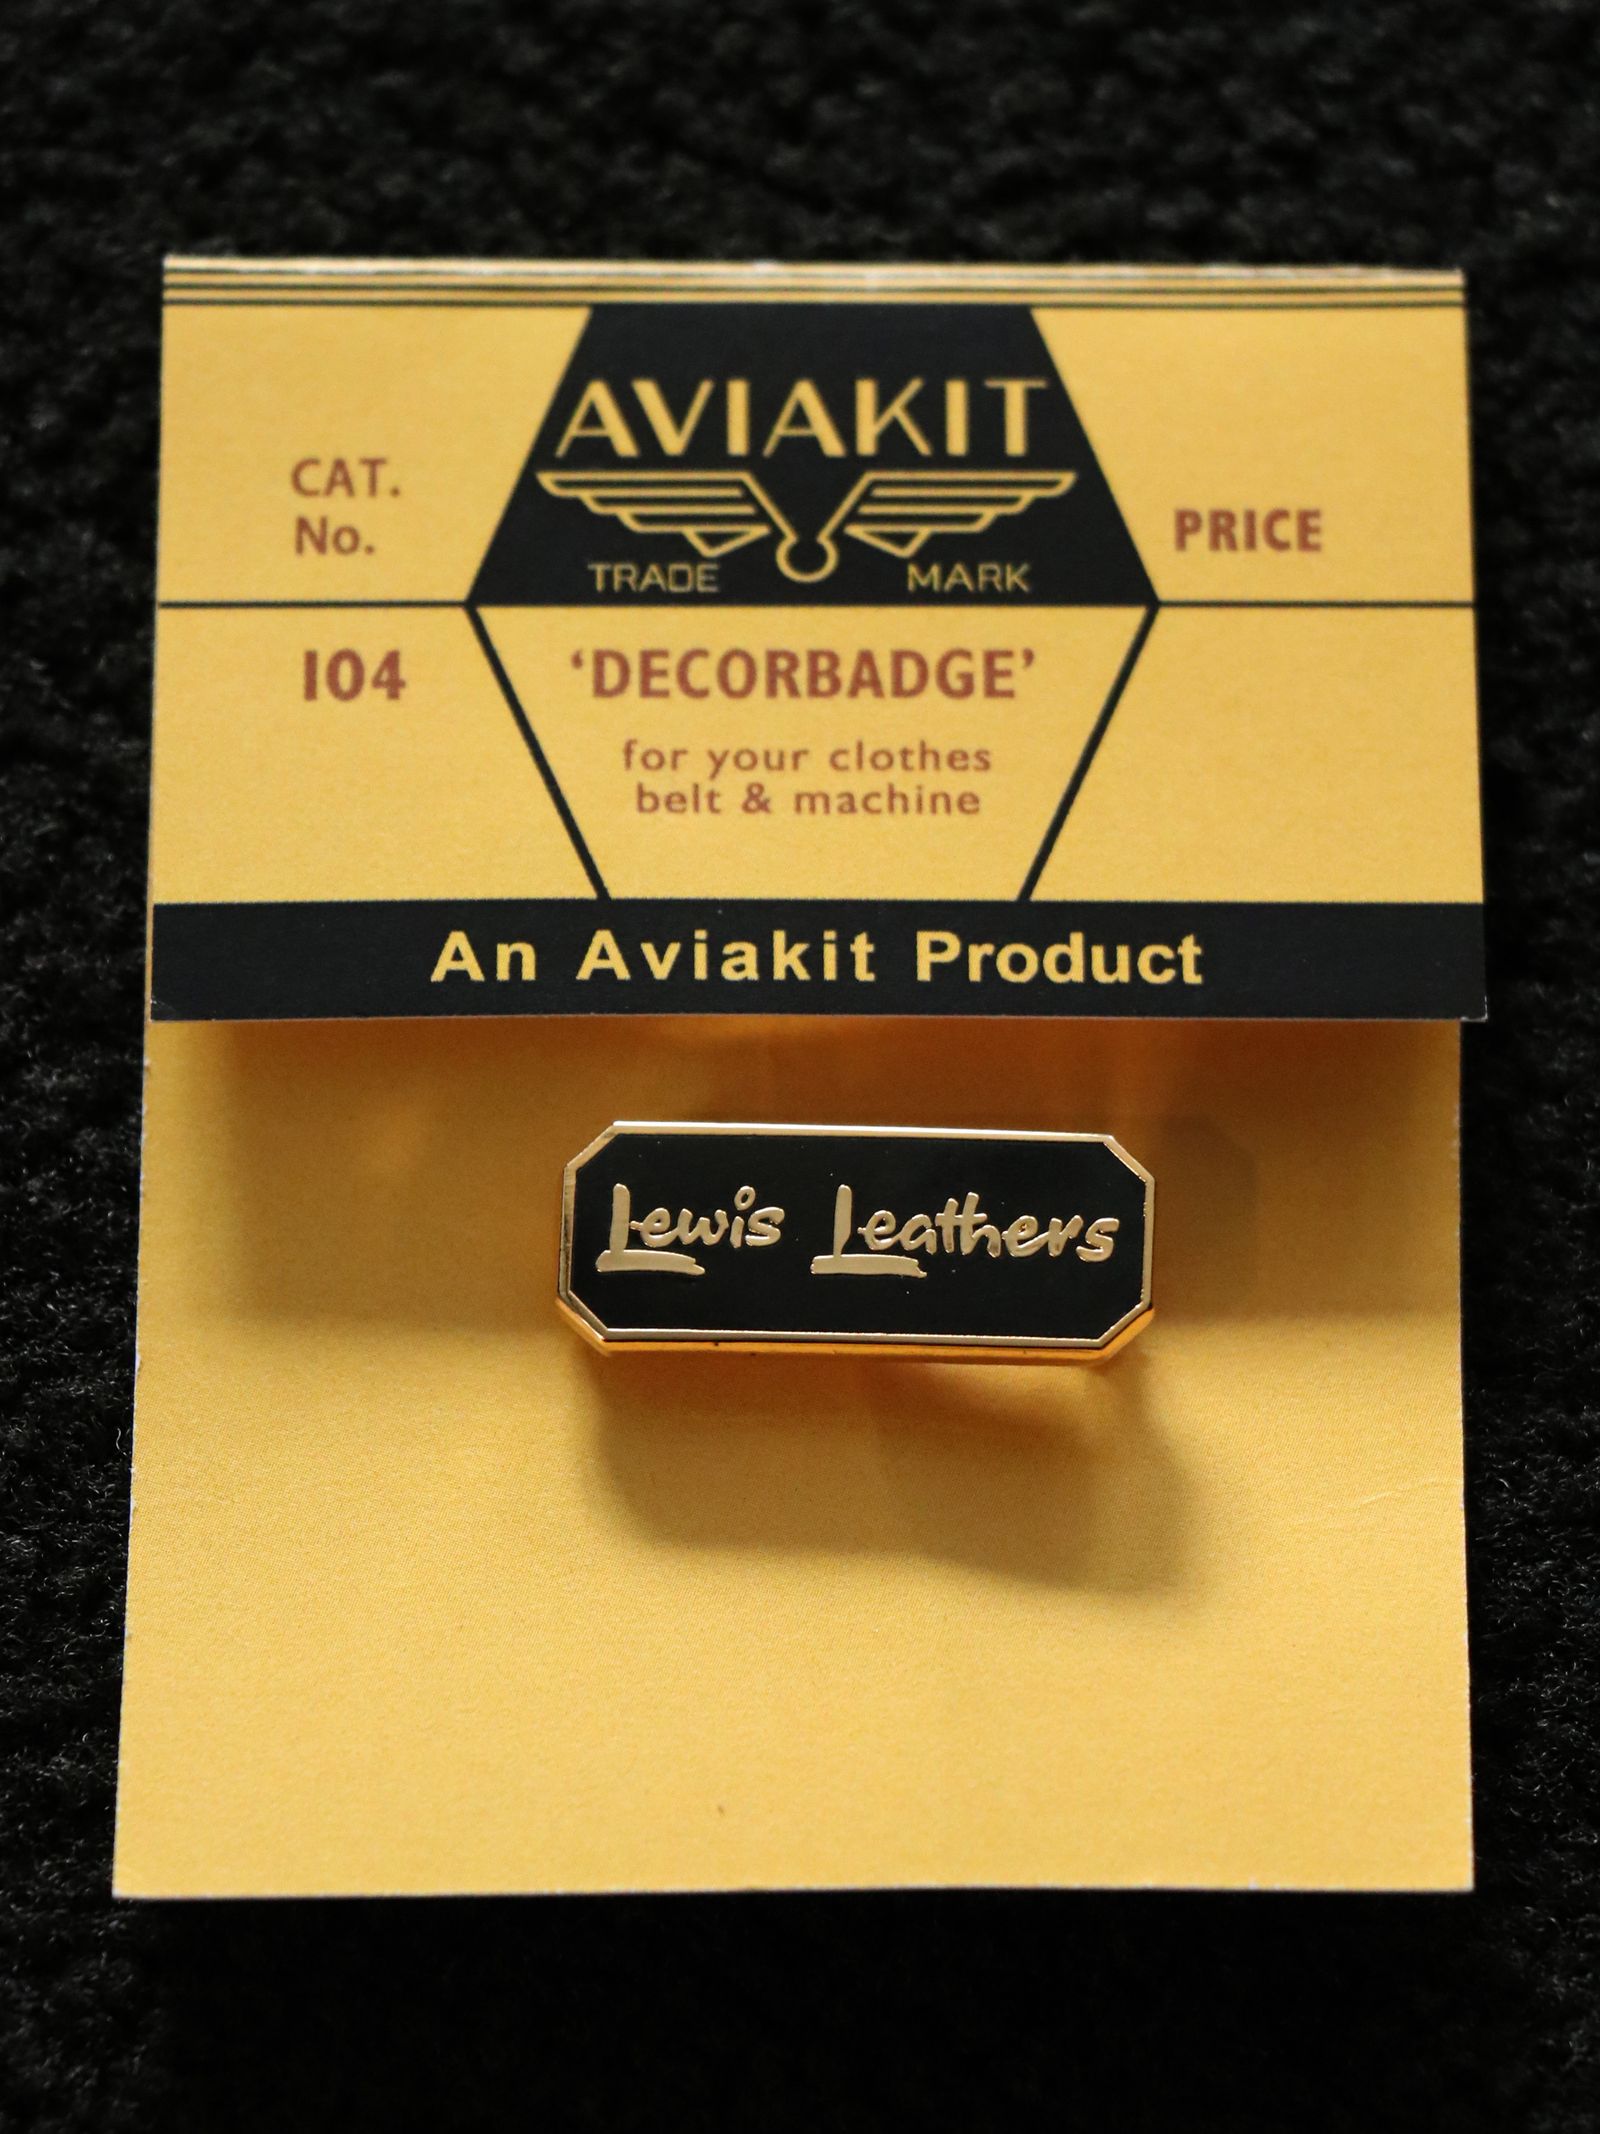 AVIAKIT
TRADE MARK
CAT.
No.
PRICE
104
‘DECORBADGE’
for your clothes
belt & machine
An Aviakit Product
Lewis Leathers